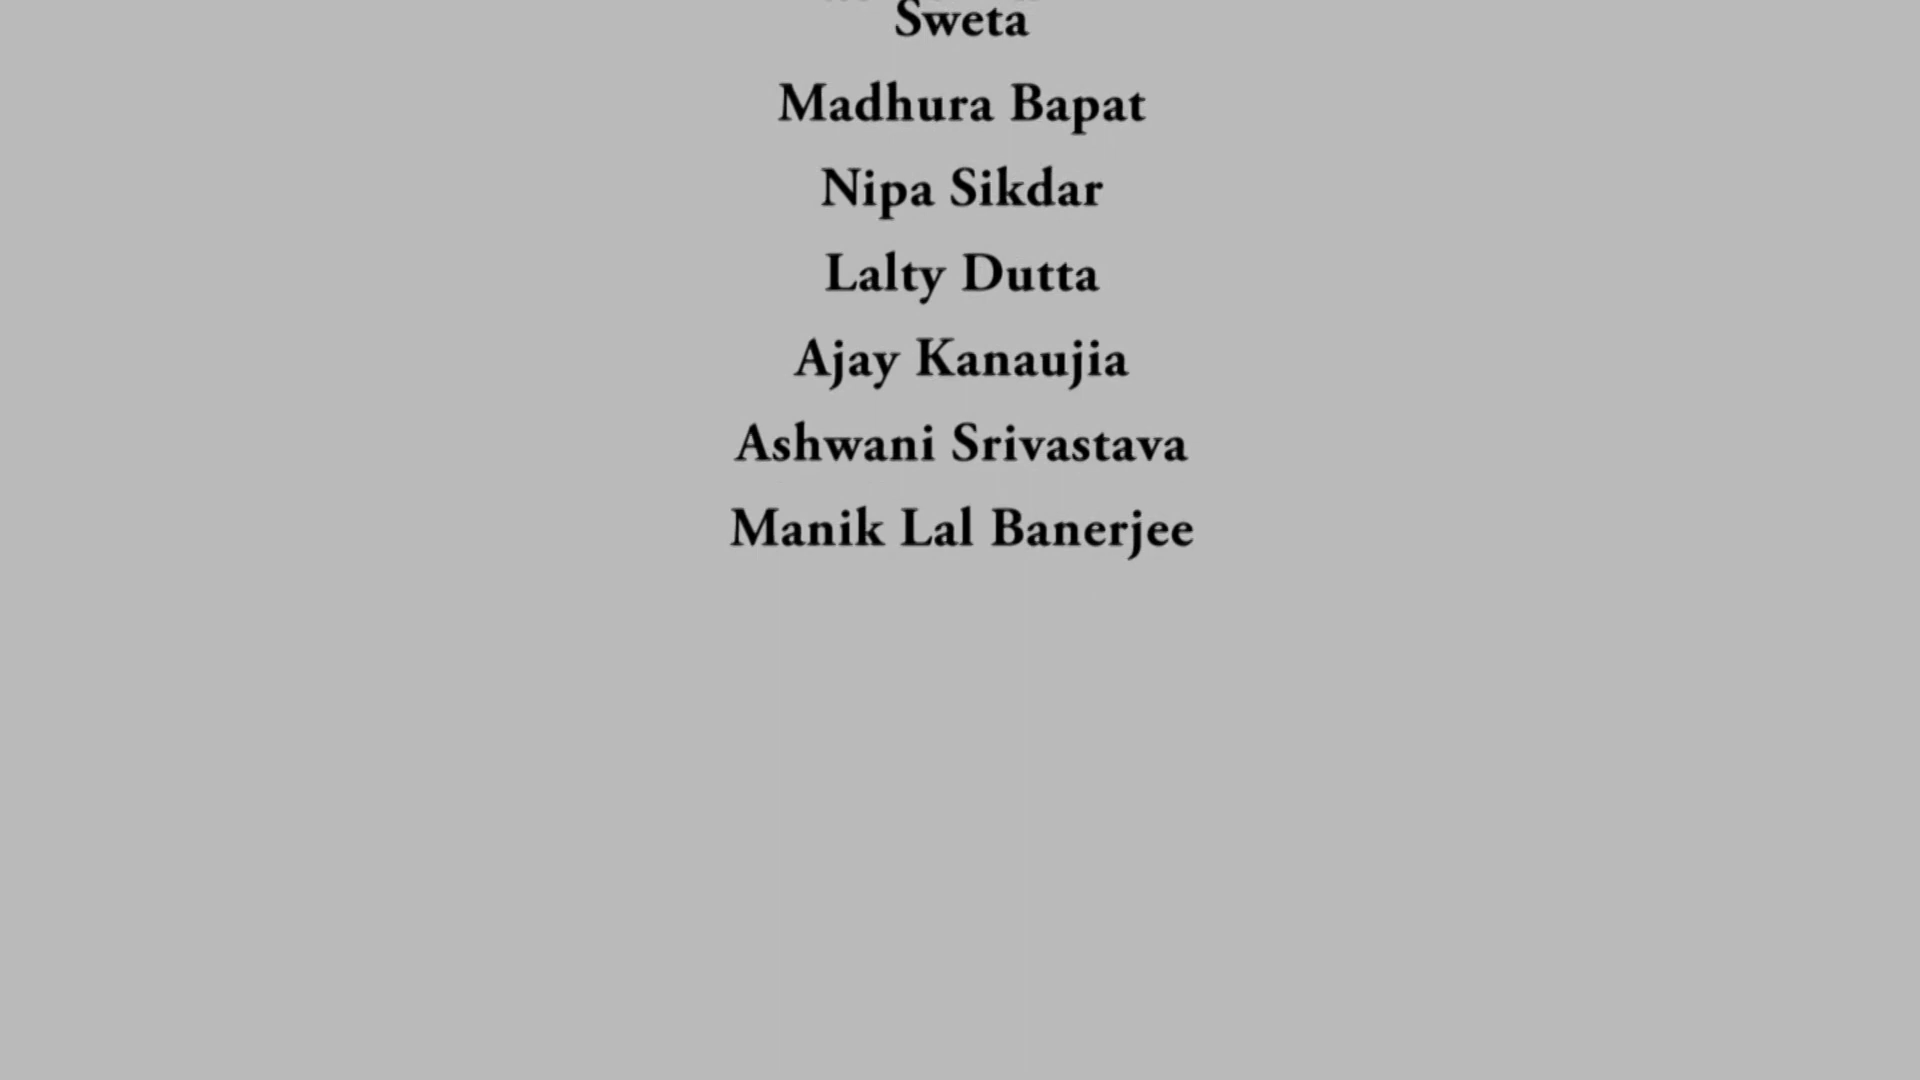 Sweta
Madhura Bapat
Nipa Sikdar
Lalty Dutta
Ajay Kanaujia
Ashwani Srivastava
Manik Lal Banerjee